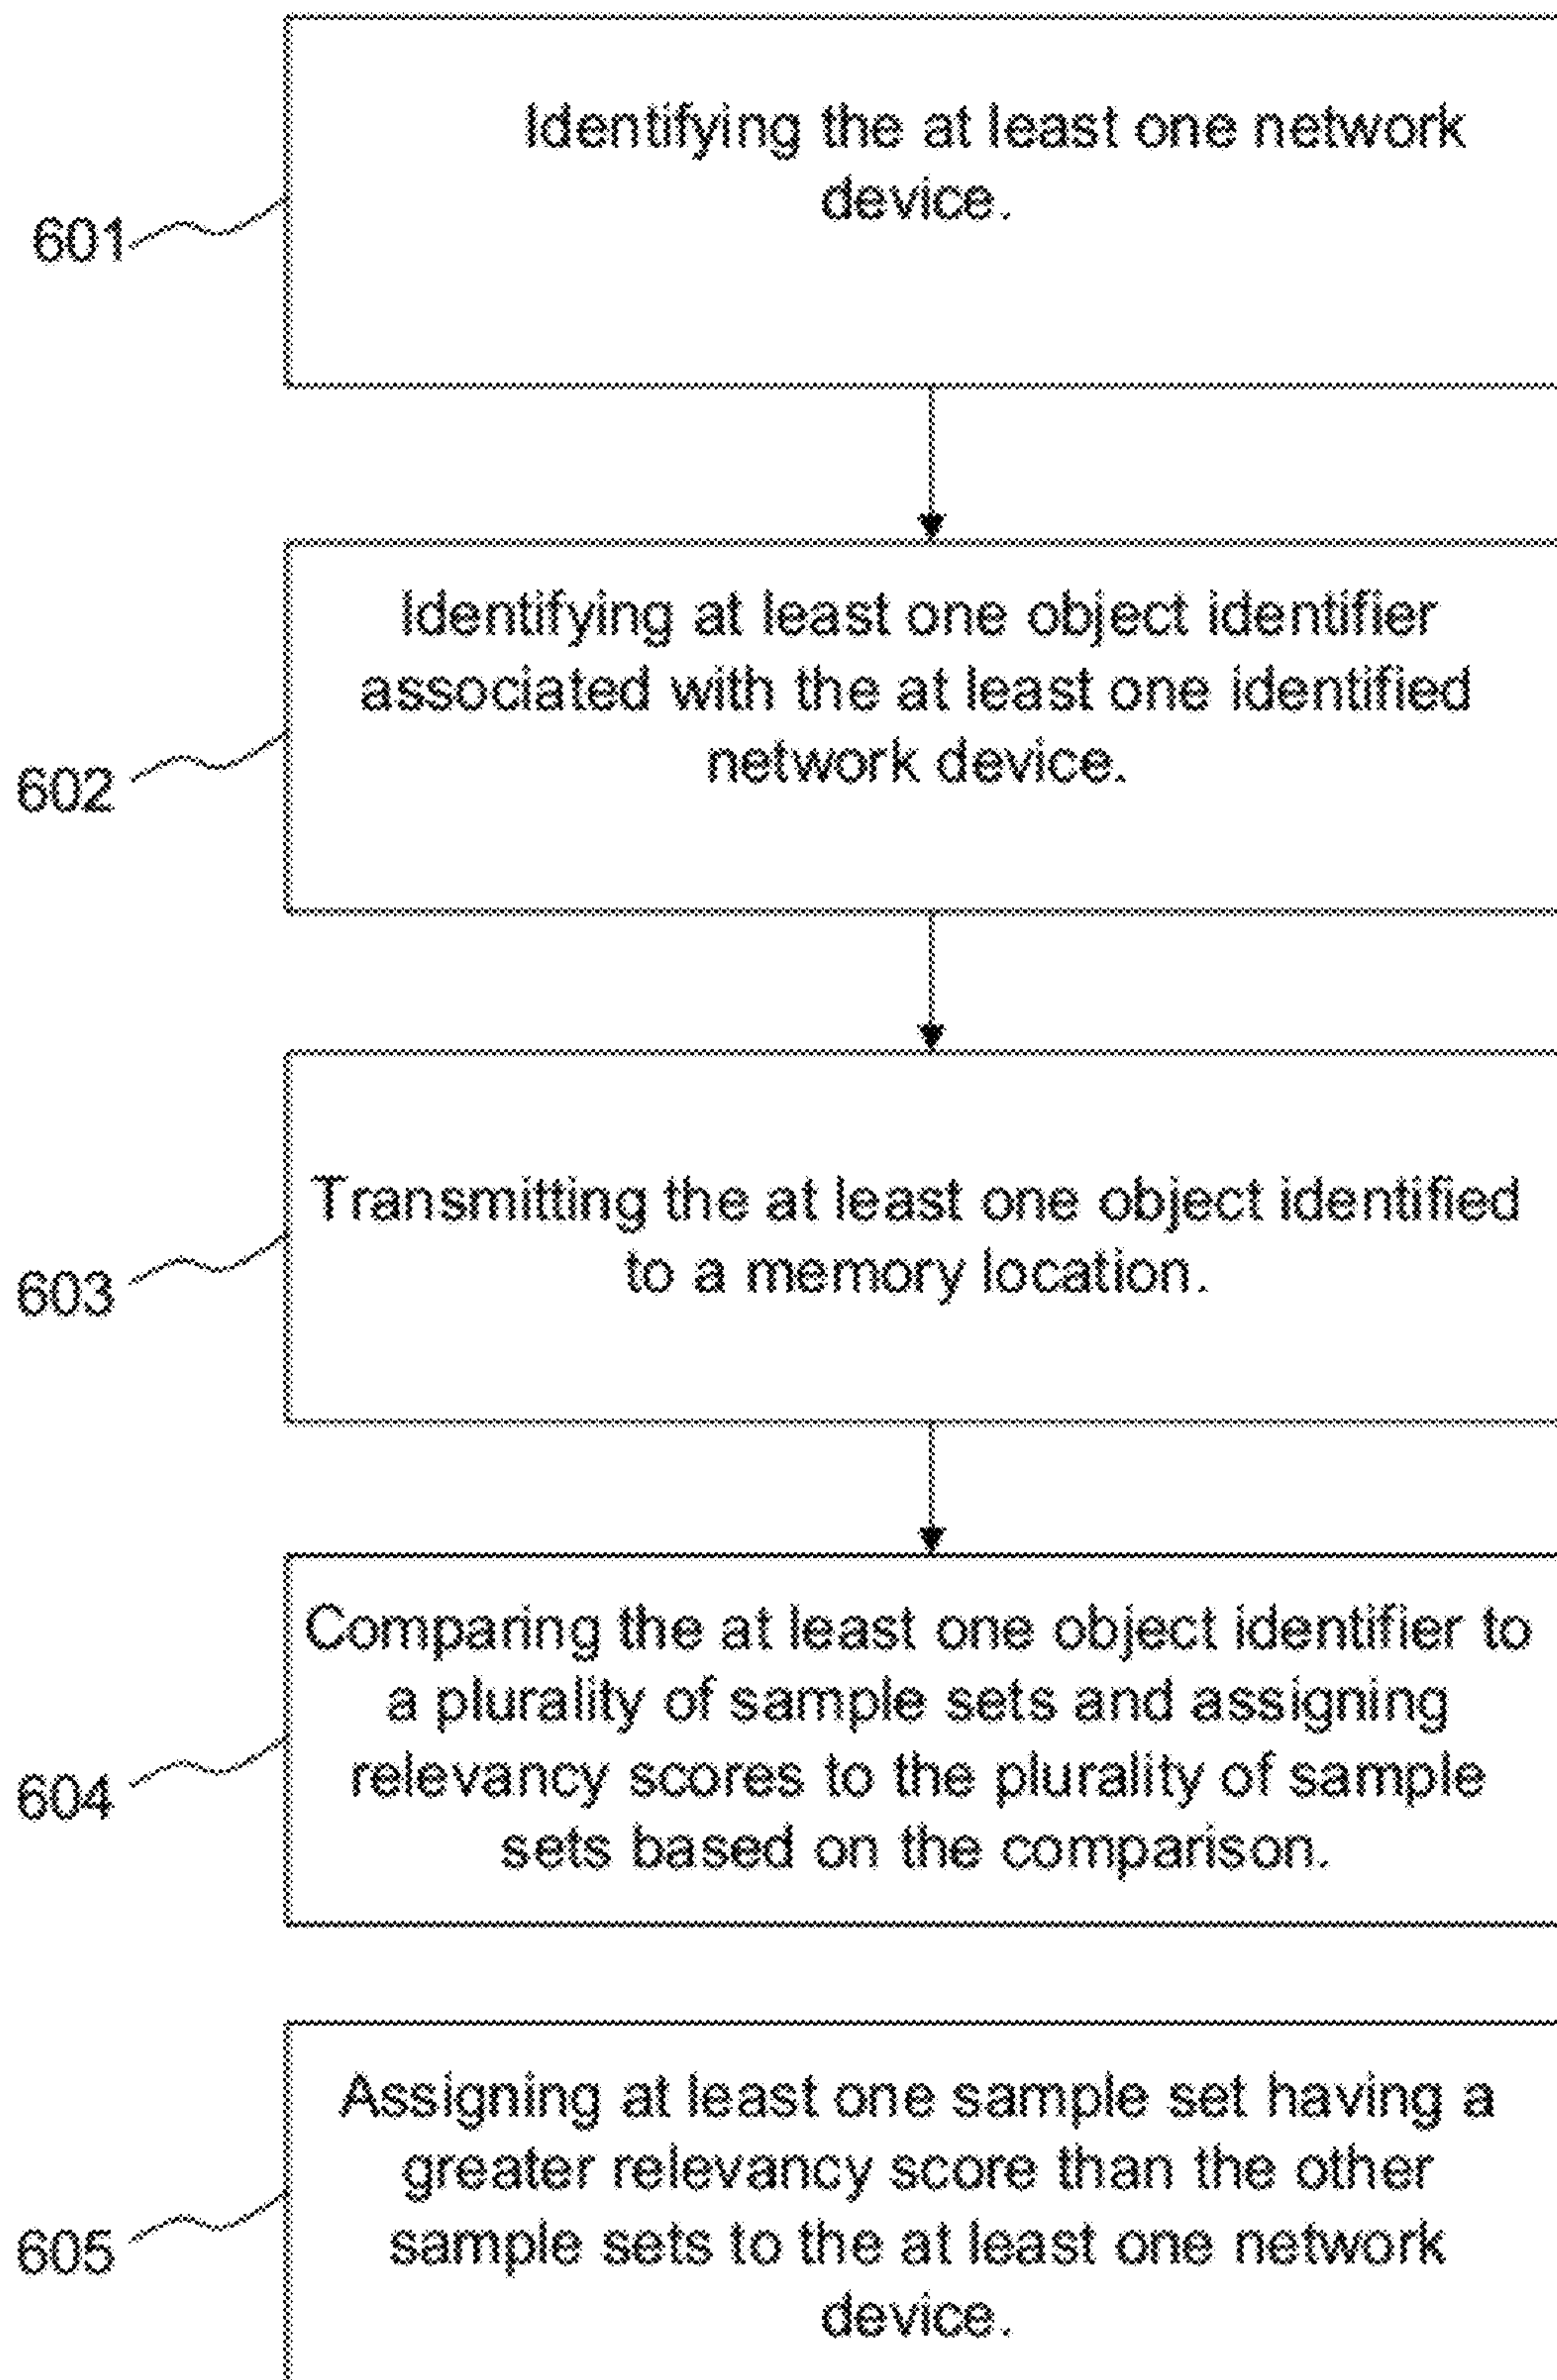 Identifying the at least one network
device.
601
Identifying at least one object identifier
associated with the at least one identified
network device.
602
Transmitting the at least one object identified
to a memory location.
603
Comparing the at least one object identifier to
a plurality of sample sets and assigning
relevancy scores to the plurality of sample
sets based on the comparison.
604
Assigning at least one sample set having a
greater relevancy score than the other
sample sets to the at least one network
device.
605